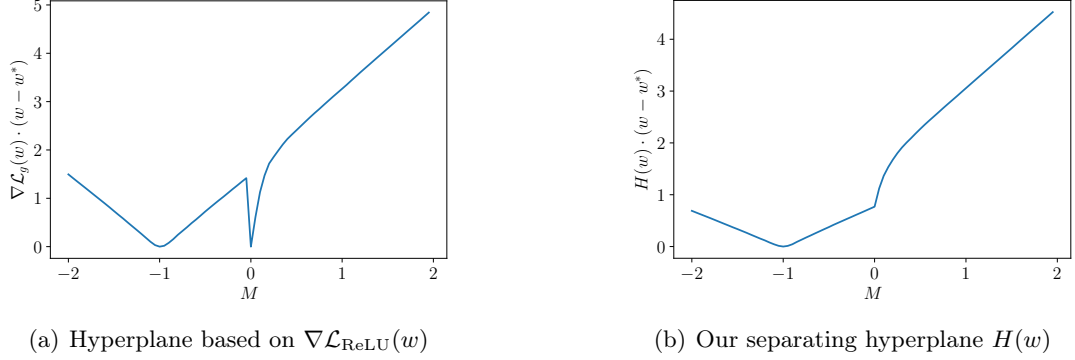 5
4
3
2
1
0
∇ℒ_g(w) · (w − w*)
−2 −1 0 1 2
M
(a) Hyperplane based on ∇ℒ_ReLU(w)
4
3
2
1
0
H(w) · (w − w*)
−2 −1 0 1 2
M
(b) Our separating hyperplane H(w)